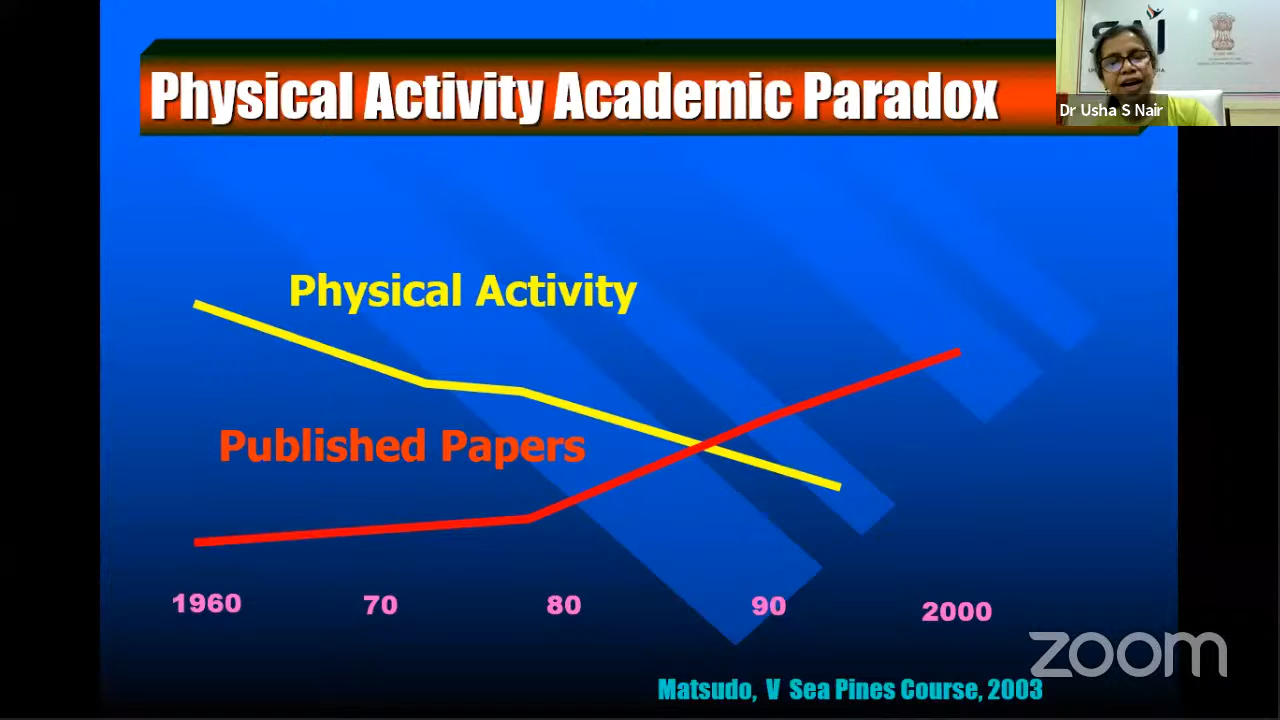 Physical Activity Academic Paradox
SAI
Dr Usha S Nair
Physical Activity
Published Papers
1960 70 80 90 2000
zoom
Matsudo, V Sea Pines Course, 2003